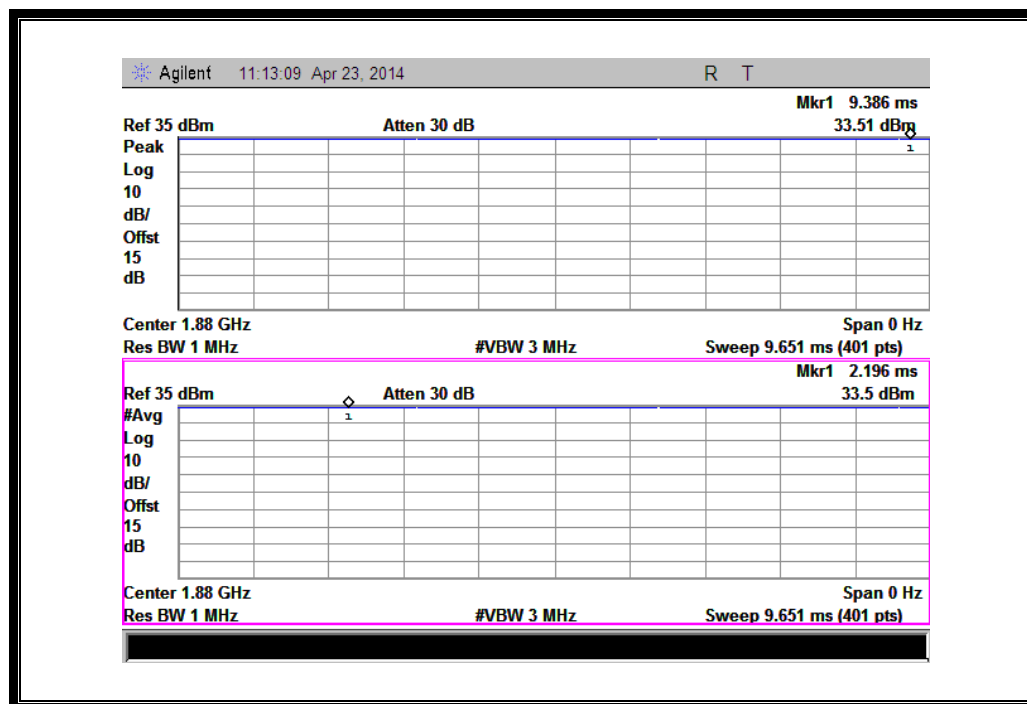 Agilent 11:13:09 Apr 23, 2014 R T
Mkr1 9.386 ms
Ref 35 dBm Atten 30 dB 33.51 dBm
Peak
1
Log
10
dB/
Offst
15
dB
Center 1.88 GHz Span 0 Hz
Res BW 1 MHz #VBW 3 MHz Sweep 9.651 ms (401 pts)
Mkr1 2.196 ms
Ref 35 dBm Atten 30 dB 33.5 dBm
#Avg
1
Log
10
dB/
Offst
15
dB
Center 1.88 GHz Span 0 Hz
Res BW 1 MHz #VBW 3 MHz Sweep 9.651 ms (401 pts)